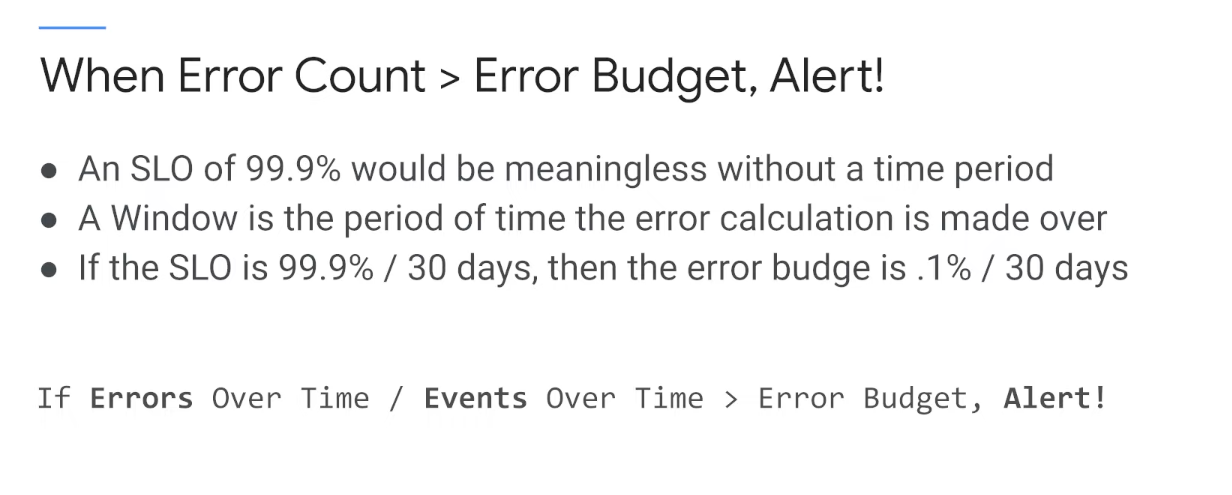 When Error Count > Error Budget, Alert!
● An SLO of 99.9% would be meaningless without a time period
● A Window is the period of time the error calculation is made over
● If the SLO is 99.9% / 30 days, then the error budge is .1% / 30 days
If Errors Over Time / Events Over Time > Error Budget, Alert!